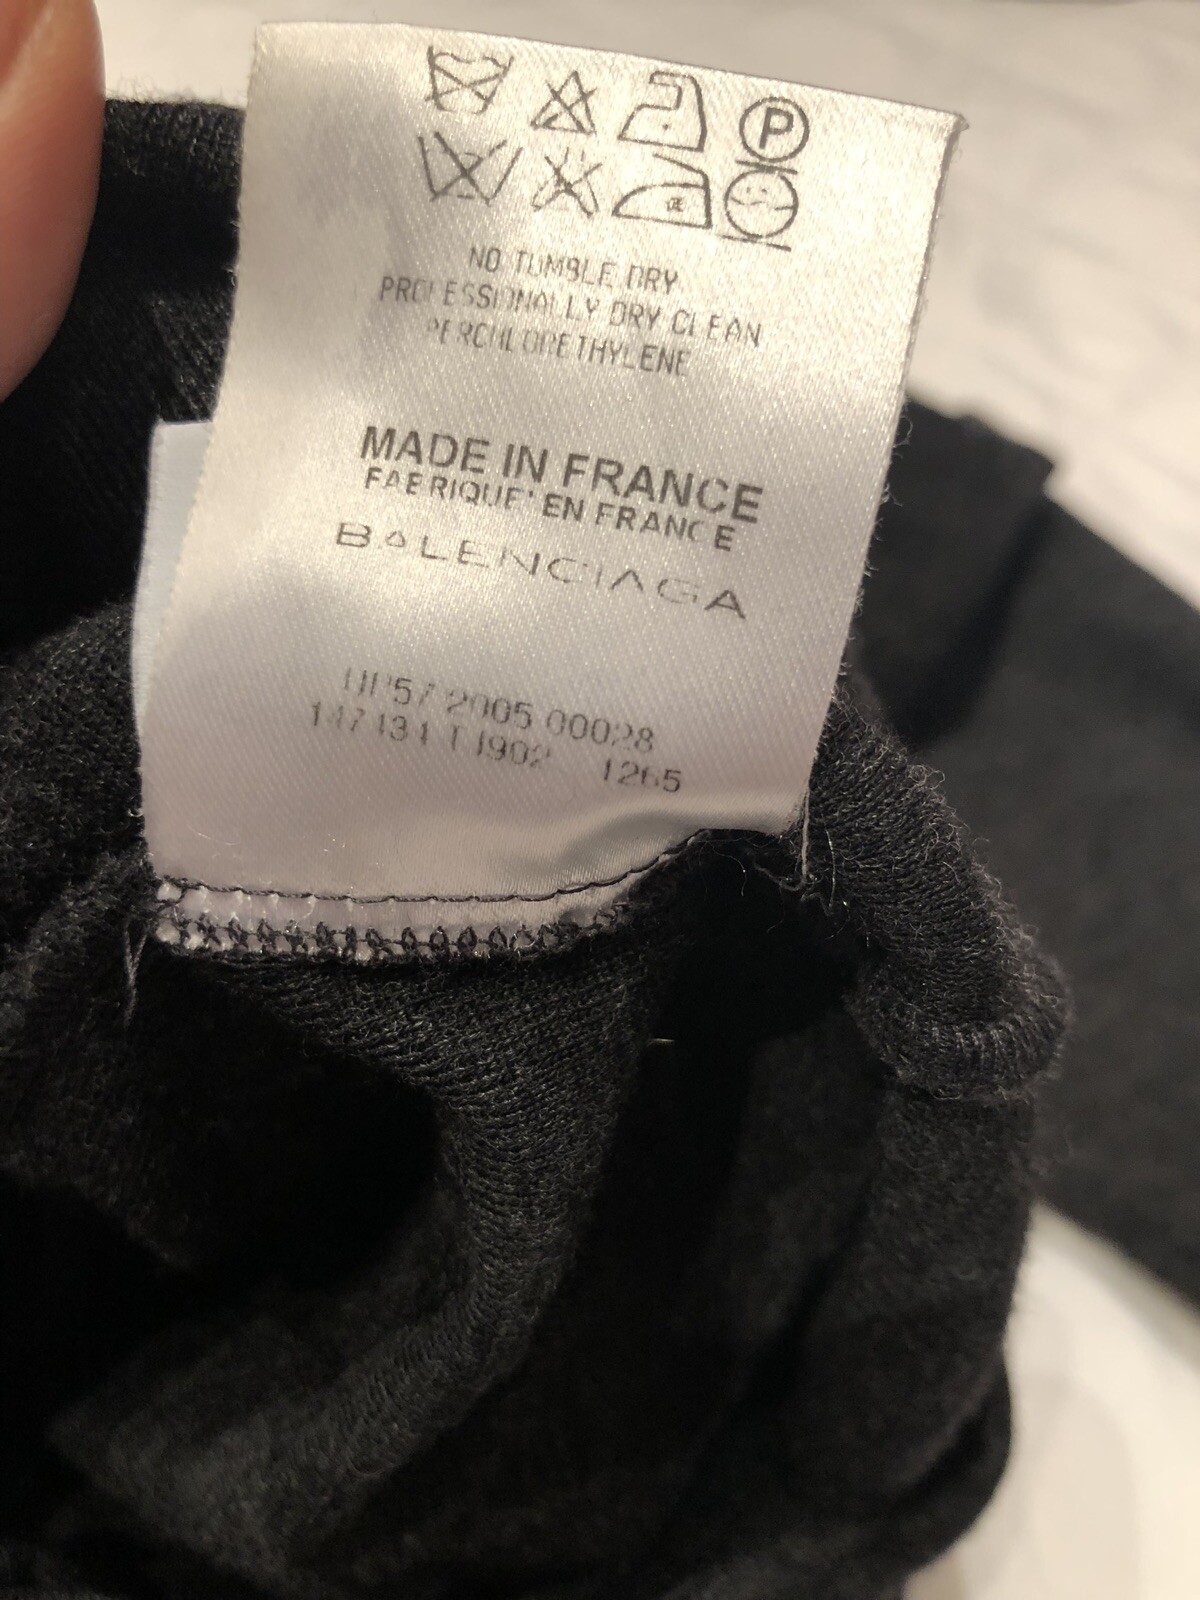 P
NO TUMBLE DRY
PROFESSIONALLY DRY CLEAN
PERCHLORETHYLENE
MADE IN FRANCE
FABRIQUE' EN FRANCE
BALENCIAGA
2005 00028
1265